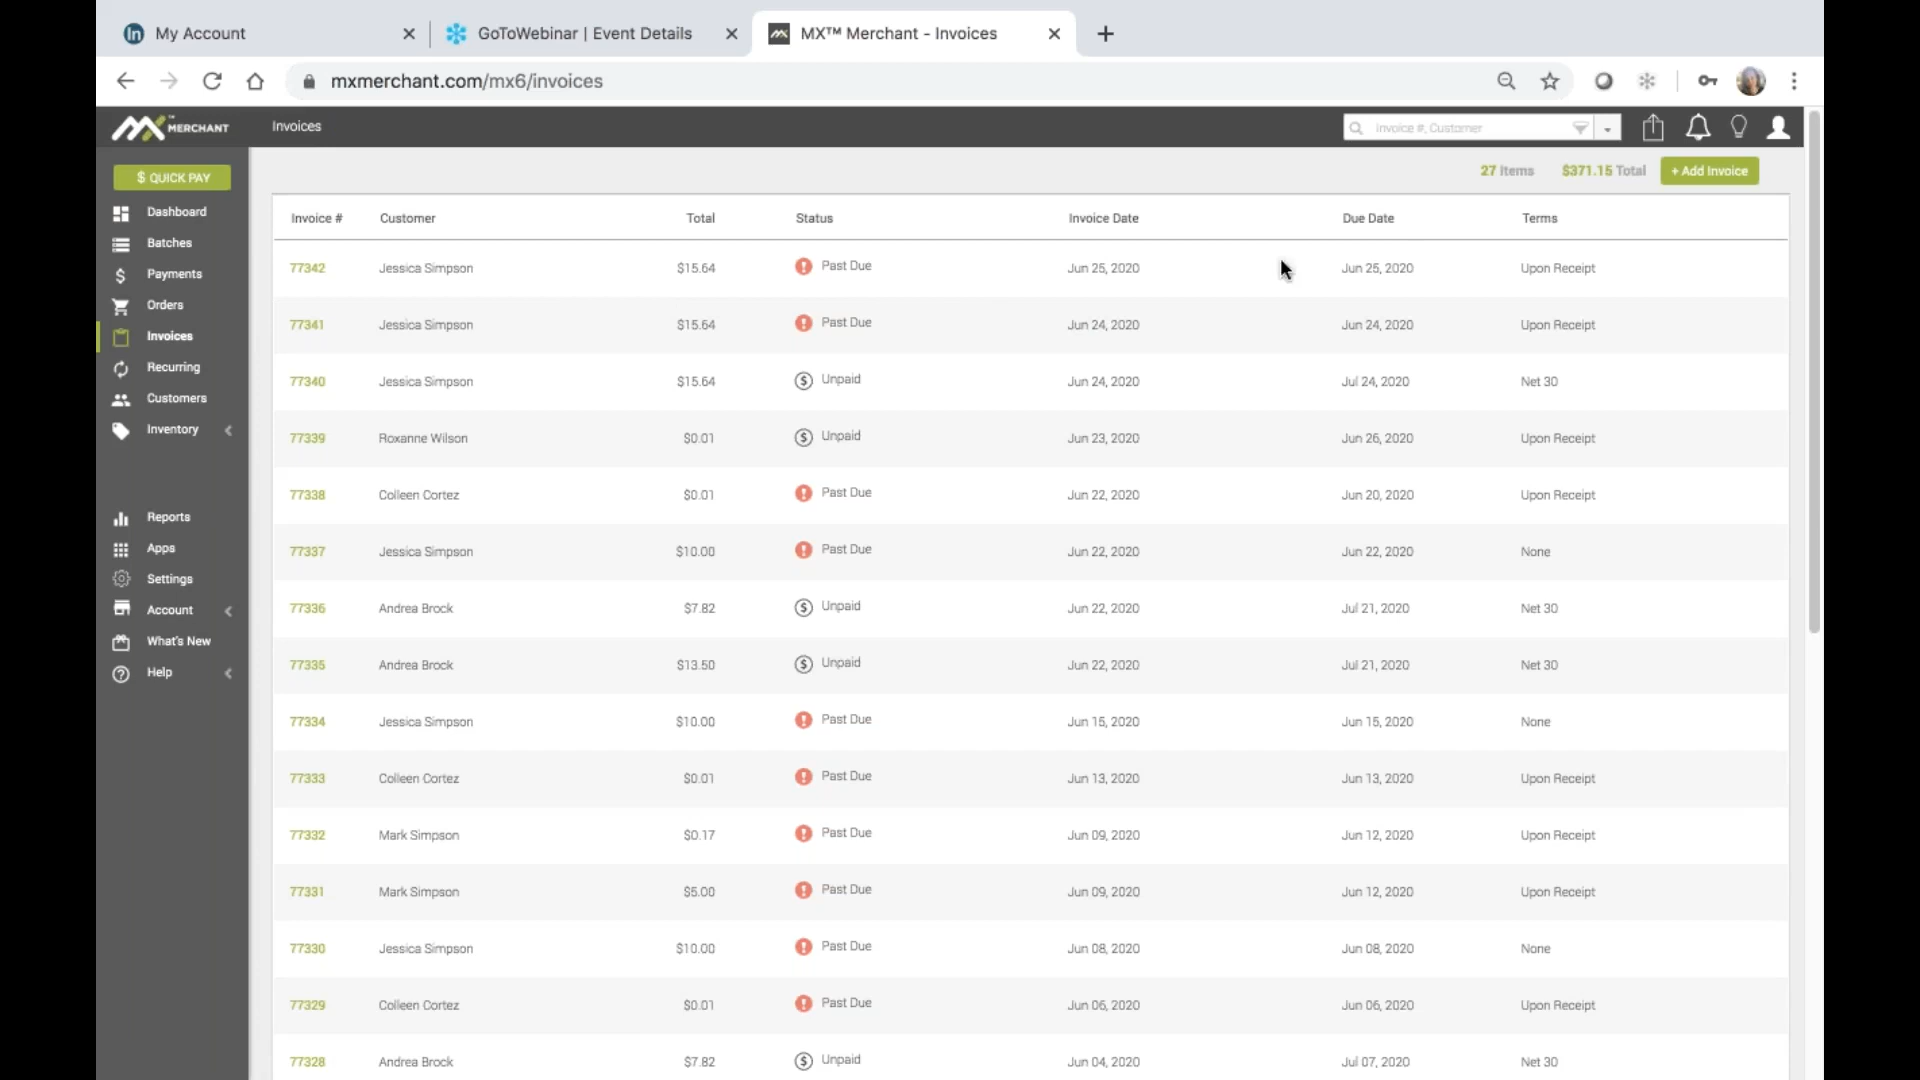 My Account
GoToWebinar | Event Details
MX™ Merchant - Invoices
mxmerchant.com/mx6/invoices
MX™ MERCHANT
Invoices
Invoice #, Customer
$ QUICK PAY
Dashboard
Batches
Payments
Orders
Invoices
Recurring
Customers
Inventory
Reports
Apps
Settings
Account
What's New
Help
27 Items $371.15 Total + Add Invoice
Invoice # Customer Total Status Invoice Date Due Date Terms
77342 Jessica Simpson $15.64 Past Due Jun 25, 2020 Jun 25, 2020 Upon Receipt
77341 Jessica Simpson $15.64 Past Due Jun 24, 2020 Jun 24, 2020 Upon Receipt
77340 Jessica Simpson $15.64 Unpaid Jun 24, 2020 Jul 24, 2020 Net 30
77339 Roxanne Wilson $0.01 Unpaid Jun 23, 2020 Jun 26, 2020 Upon Receipt
77338 Colleen Cortez $0.01 Past Due Jun 22, 2020 Jun 20, 2020 Upon Receipt
77337 Jessica Simpson $10.00 Past Due Jun 22, 2020 Jun 22, 2020 None
77336 Andrea Brock $7.82 Unpaid Jun 22, 2020 Jul 21, 2020 Net 30
77335 Andrea Brock $13.50 Unpaid Jun 22, 2020 Jul 21, 2020 Net 30
77334 Jessica Simpson $10.00 Past Due Jun 15, 2020 Jun 15, 2020 None
77333 Colleen Cortez $0.01 Past Due Jun 13, 2020 Jun 13, 2020 Upon Receipt
77332 Mark Simpson $0.17 Past Due Jun 09, 2020 Jun 12, 2020 Upon Receipt
77331 Mark Simpson $5.00 Past Due Jun 09, 2020 Jun 12, 2020 Upon Receipt
77330 Jessica Simpson $10.00 Past Due Jun 08, 2020 Jun 08, 2020 None
77329 Colleen Cortez $0.01 Past Due Jun 06, 2020 Jun 06, 2020 Upon Receipt
77328 Andrea Brock $7.82 Unpaid Jun 04, 2020 Jul 07, 2020 Net 30